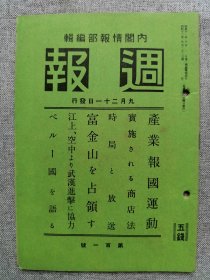 內閣情報部編輯
週報
九月二十一日發行
產業報國運動
實施される商店法
時局と放送
富金山を占領す
江上、空中より武漢進擊に協力
ペルー國を語る
五錢
第百一號